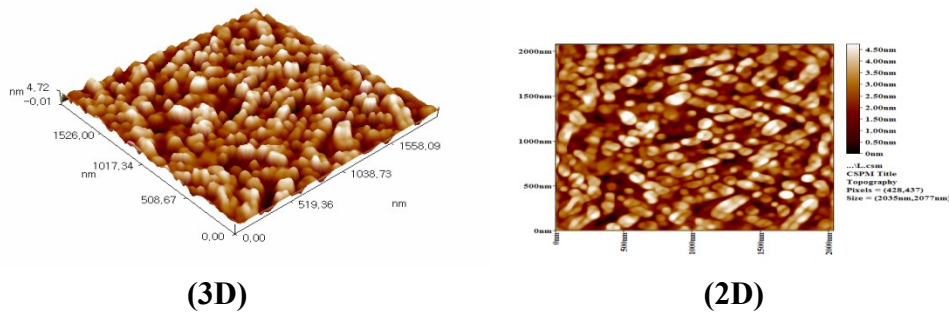 nm 4.72
-0,01
1526,00
1017,34
nm
508,67
0,00
0,00
519,36
1038,73
1558,09
nm
(3D)
2000nm
1500nm
1000nm
500nm
0nm
0nm
500nm
1000nm
1500nm
2000nm
4.50nm
4.00nm
3.50nm
3.00nm
2.50nm
2.00nm
1.50nm
1.00nm
0.50nm
0nm
...\L.csm
CSPM Title
Topography
Pixels = (428,437)
Size = (2035nm,2077nm)
(2D)